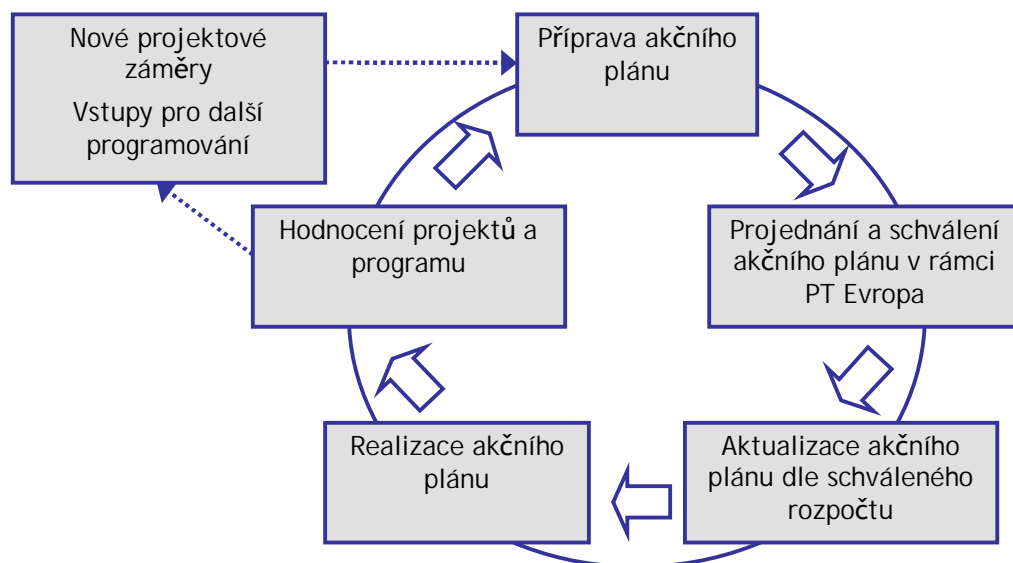 Nové projektové
záměry
Vstupy pro další
programování
Příprava akčního
plánu
Hodnocení projektů a
programu
Projednání a schválení
akčního plánu v rámci
PT Evropa
Realizace akčního
plánu
Aktualizace akčního
plánu dle schváleného
rozpočtu